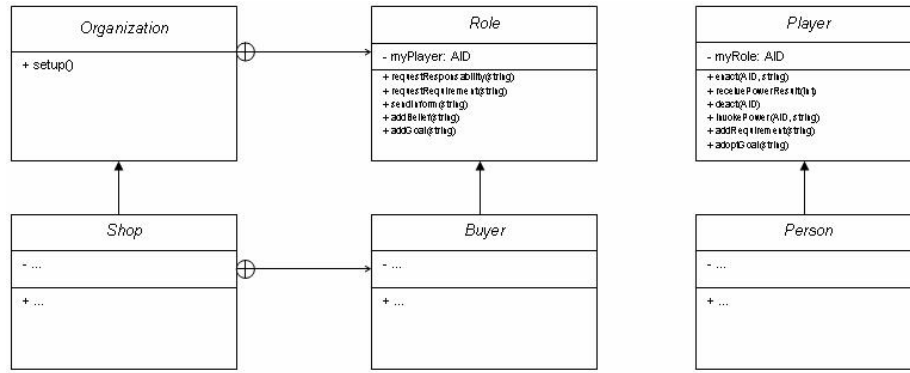 Organization
+ setup()
Role
- myPlayer: AID
+ requestResponsability(string)
+ requestRequirement(string)
+ sendInform(string)
+ addBelief(string)
+ addGoal(string)
Player
- myRole: AID
+ enact(AID, string)
+ receivePowerResult(int)
+ deact(AID)
+ invokePower(AID, string)
+ addRequirement(string)
+ adoptGoal(string)
Shop
- ...
+ ...
Buyer
- ...
+ ...
Person
- ...
+ ...